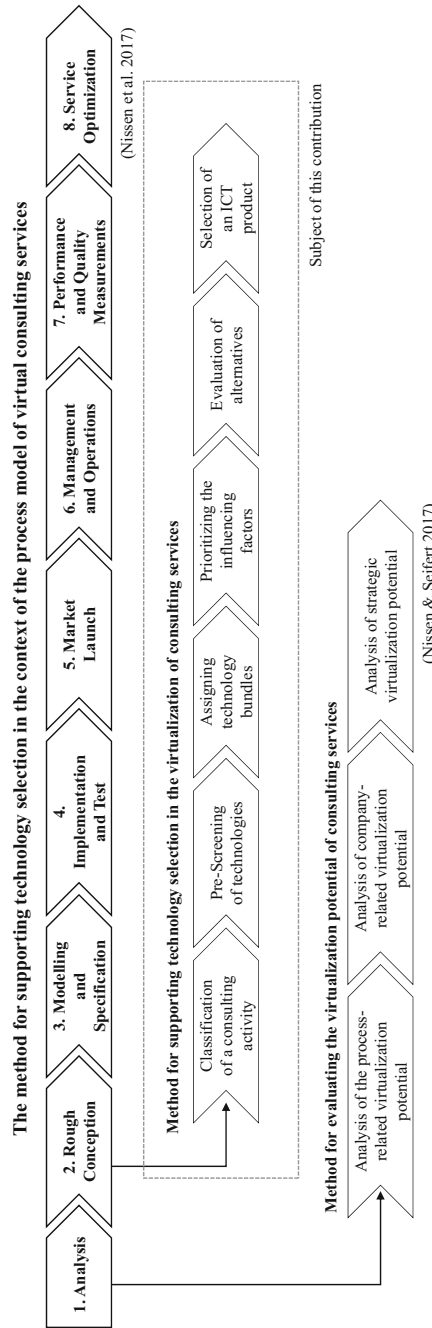 The method for supporting technology selection in the context of the process model of virtual consulting services
1. Analysis
2. Rough
Conception
3. Modelling
and
Specification
4.
Implementation
and Test
5. Market
Launch
6. Management
and Operations
7. Performance
and Quality
Measurements
8. Service
Optimization
(Nissen et al. 2017)
Method for supporting technology selection in the virtualization of consulting services
Classification
of a consulting
activity
Pre-Screening
of technologies
Assigning
technology
bundles
Prioritizing the
influencing
factors
Evaluation of
alternatives
Selection of
an ICT
product
Subject of this contribution
Method for evaluating the virtualization potential of consulting services
Analysis of the process-
related virtualization
potential
Analysis of company-
related virtualization
potential
Analysis of strategic
virtualization potential
(Nissen & Seifert 2017)